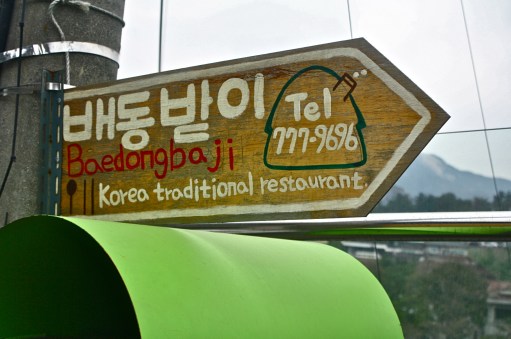 배동받이
Baedongbaji
Korea traditional restaurant.
Tel
777-9696